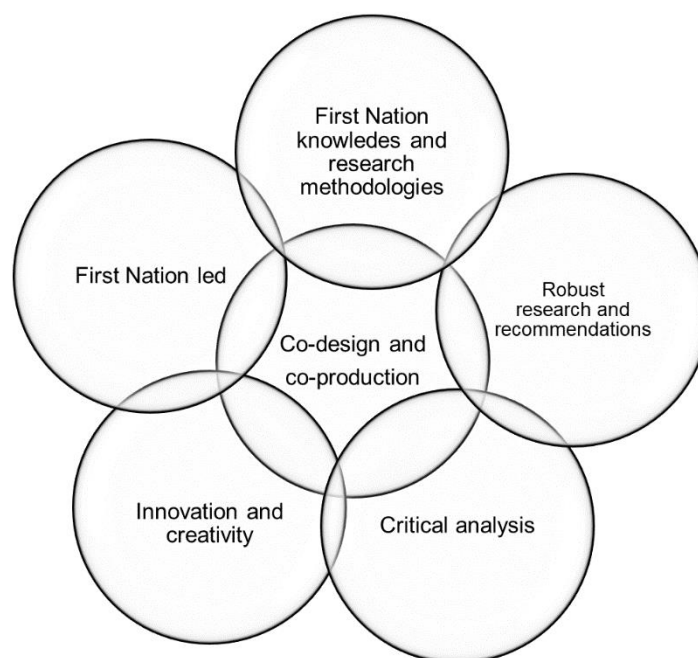 First Nation
knowledes and
research
methodologies
First Nation led
Robust
research and
recommendations
Co-design and
co-production
Innovation and
creativity
Critical analysis